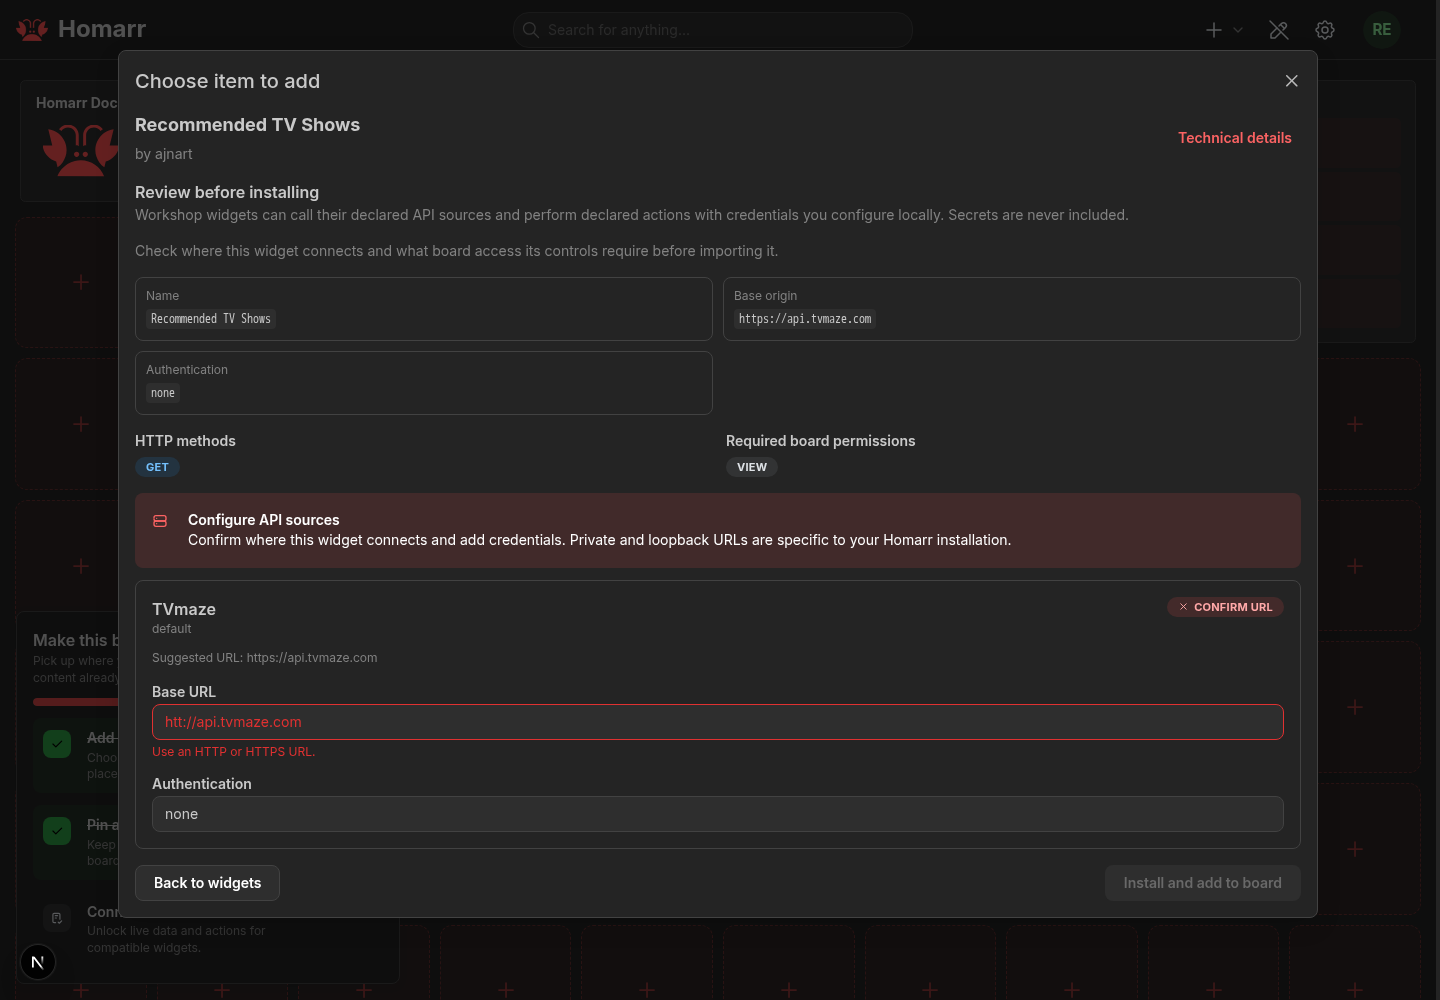 Homarr
Search for anything...
RE
Homarr Doc
Choose item to add
Recommended TV Shows
by ajnart
Technical details
Review before installing
Workshop widgets can call their declared API sources and perform declared actions with credentials you configure locally. Secrets are never included.
Check where this widget connects and what board access its controls require before importing it.
Name
Recommended TV Shows
Base origin
https://api.tvmaze.com
Authentication
none
HTTP methods
GET
Required board permissions
VIEW
Configure API sources
Confirm where this widget connects and add credentials. Private and loopback URLs are specific to your Homarr installation.
TVmaze
default
CONFIRM URL
Suggested URL: https://api.tvmaze.com
Base URL
htt://api.tvmaze.com
Use an HTTP or HTTPS URL.
Authentication
none
Back to widgets
Install and add to board
Make this b
Pick up where
content already
Add
Choo
place
Pin a
Keep
board
Conn
Unlock live data and actions for
compatible widgets.
N